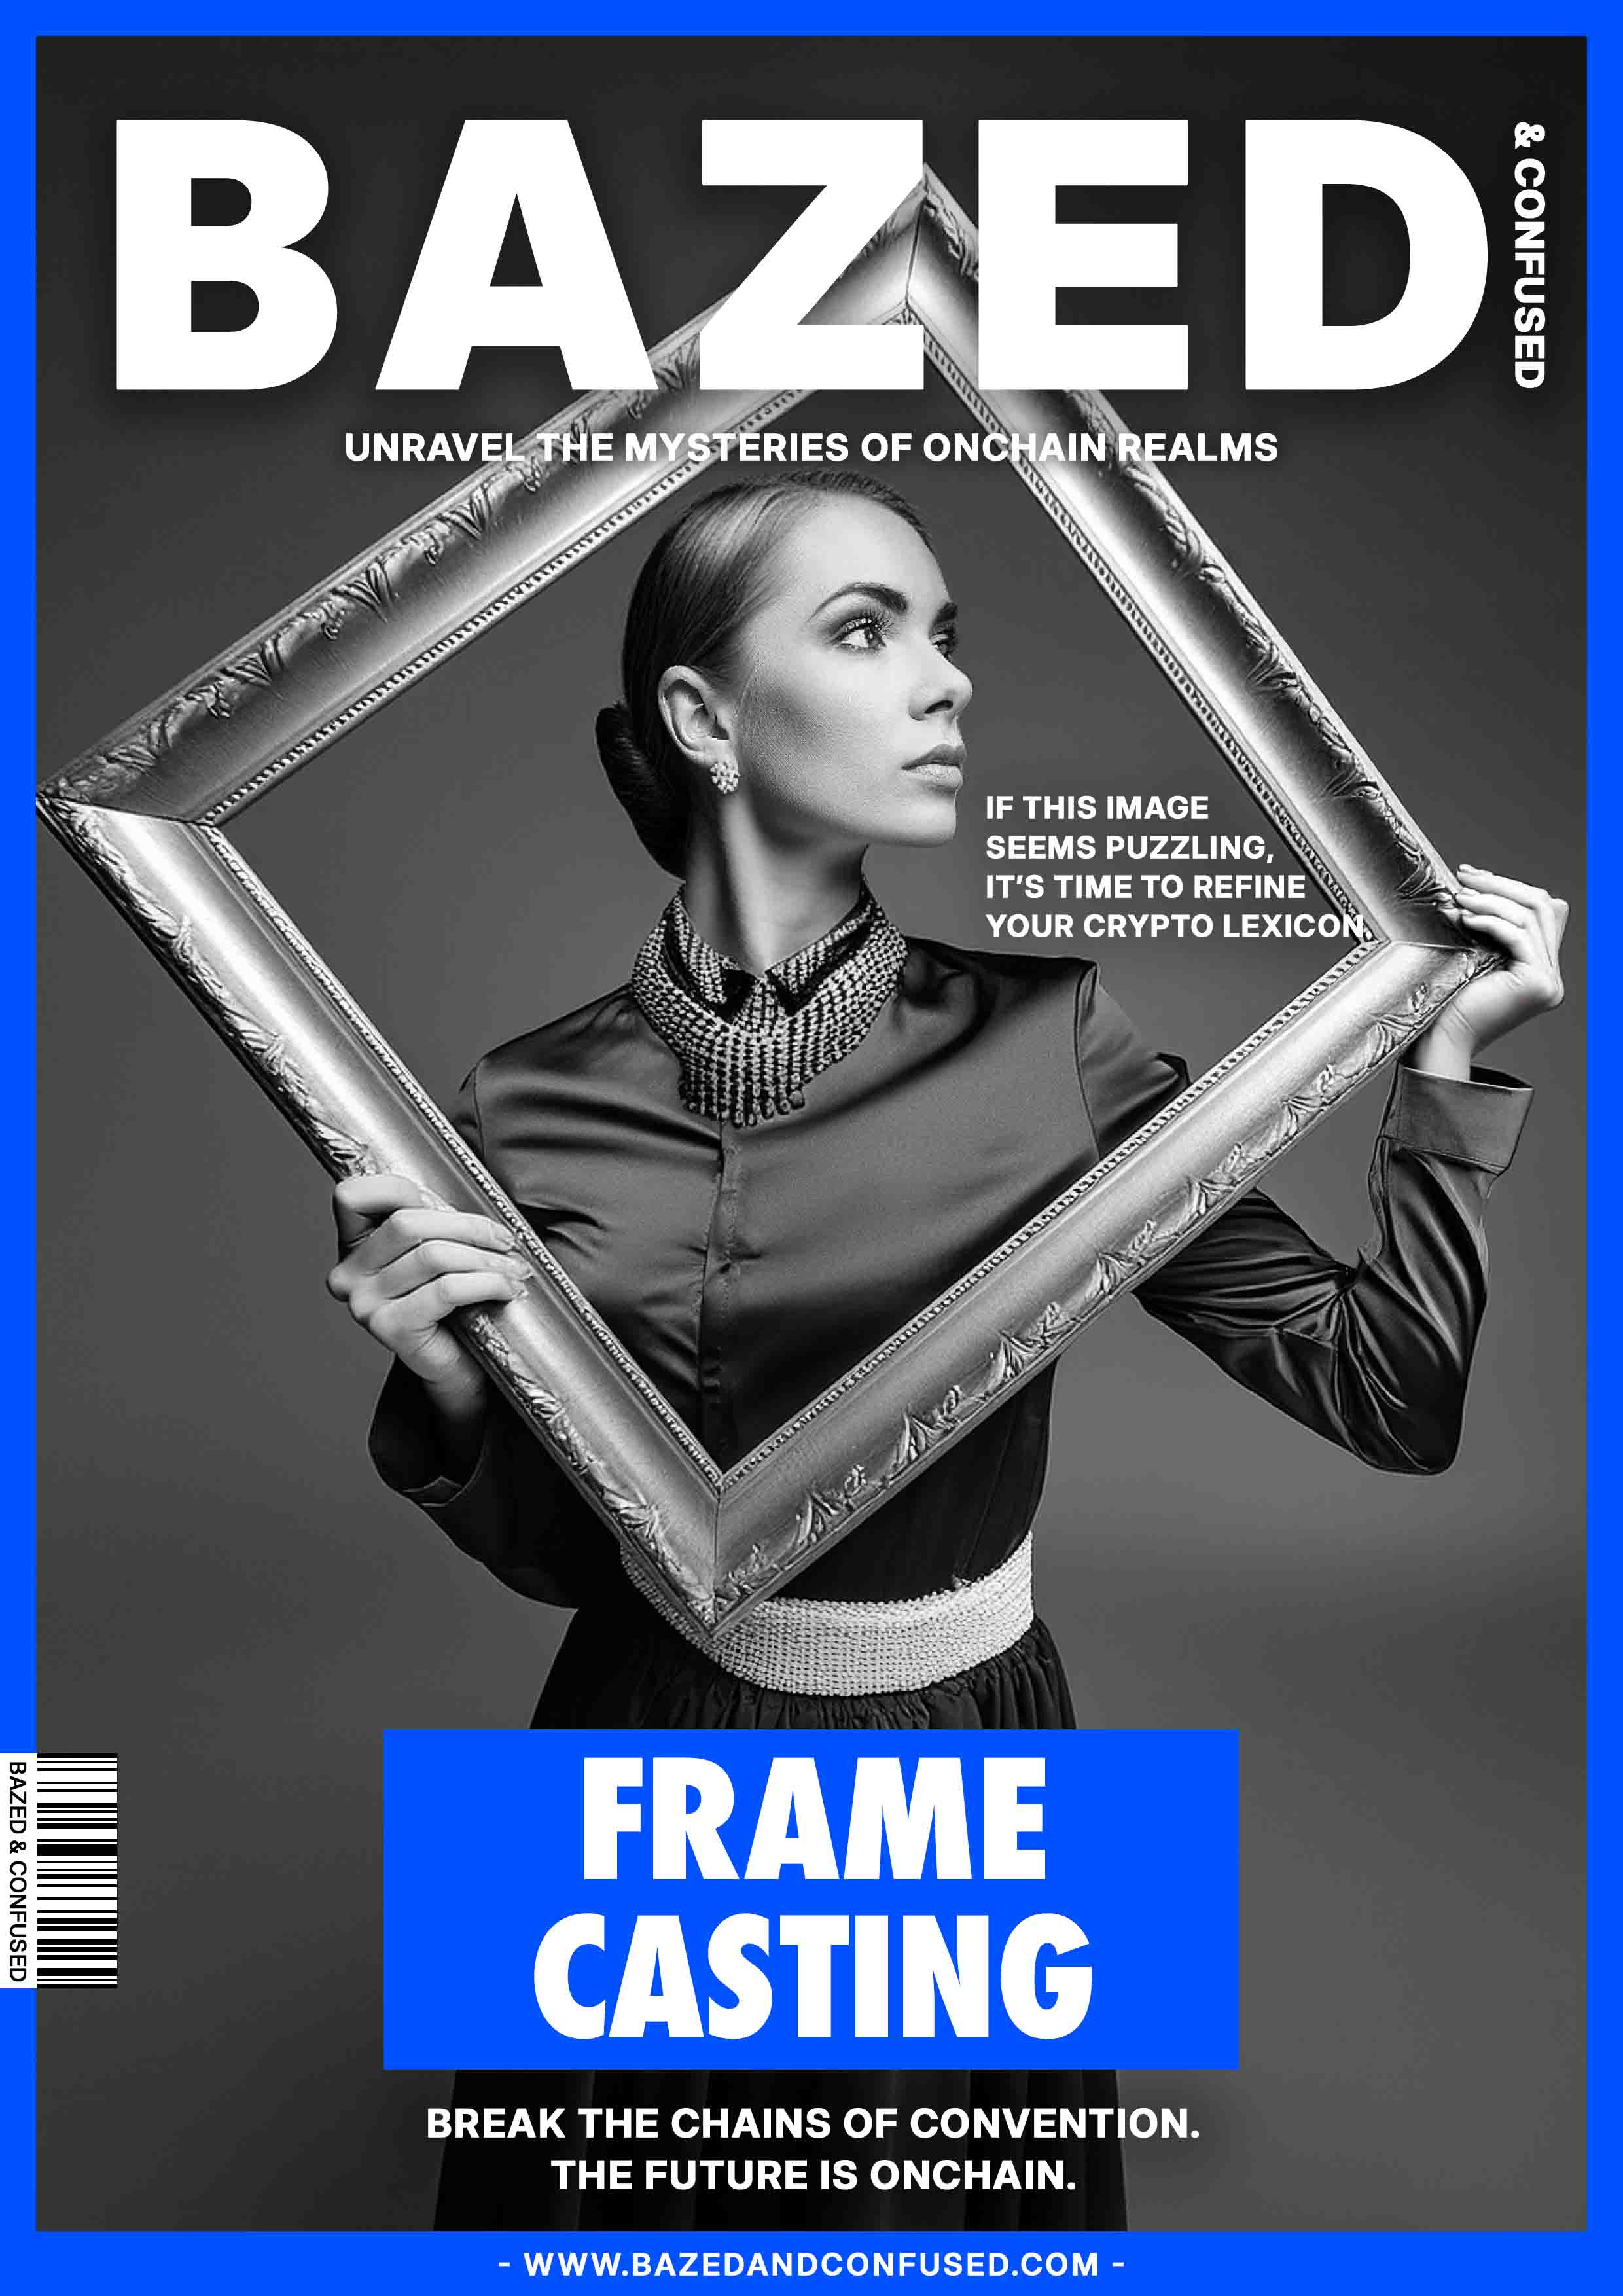 BAZED
& CONFUSED
UNRAVEL THE MYSTERIES OF ONCHAIN REALMS
IF THIS IMAGE
SEEMS PUZZLING,
IT'S TIME TO REFINE
YOUR CRYPTO LEXICON.
BAZED & CONFUSED
FRAME
CASTING
BREAK THE CHAINS OF CONVENTION.
THE FUTURE IS ONCHAIN.
- WWW.BAZEDANDCONFUSED.COM -